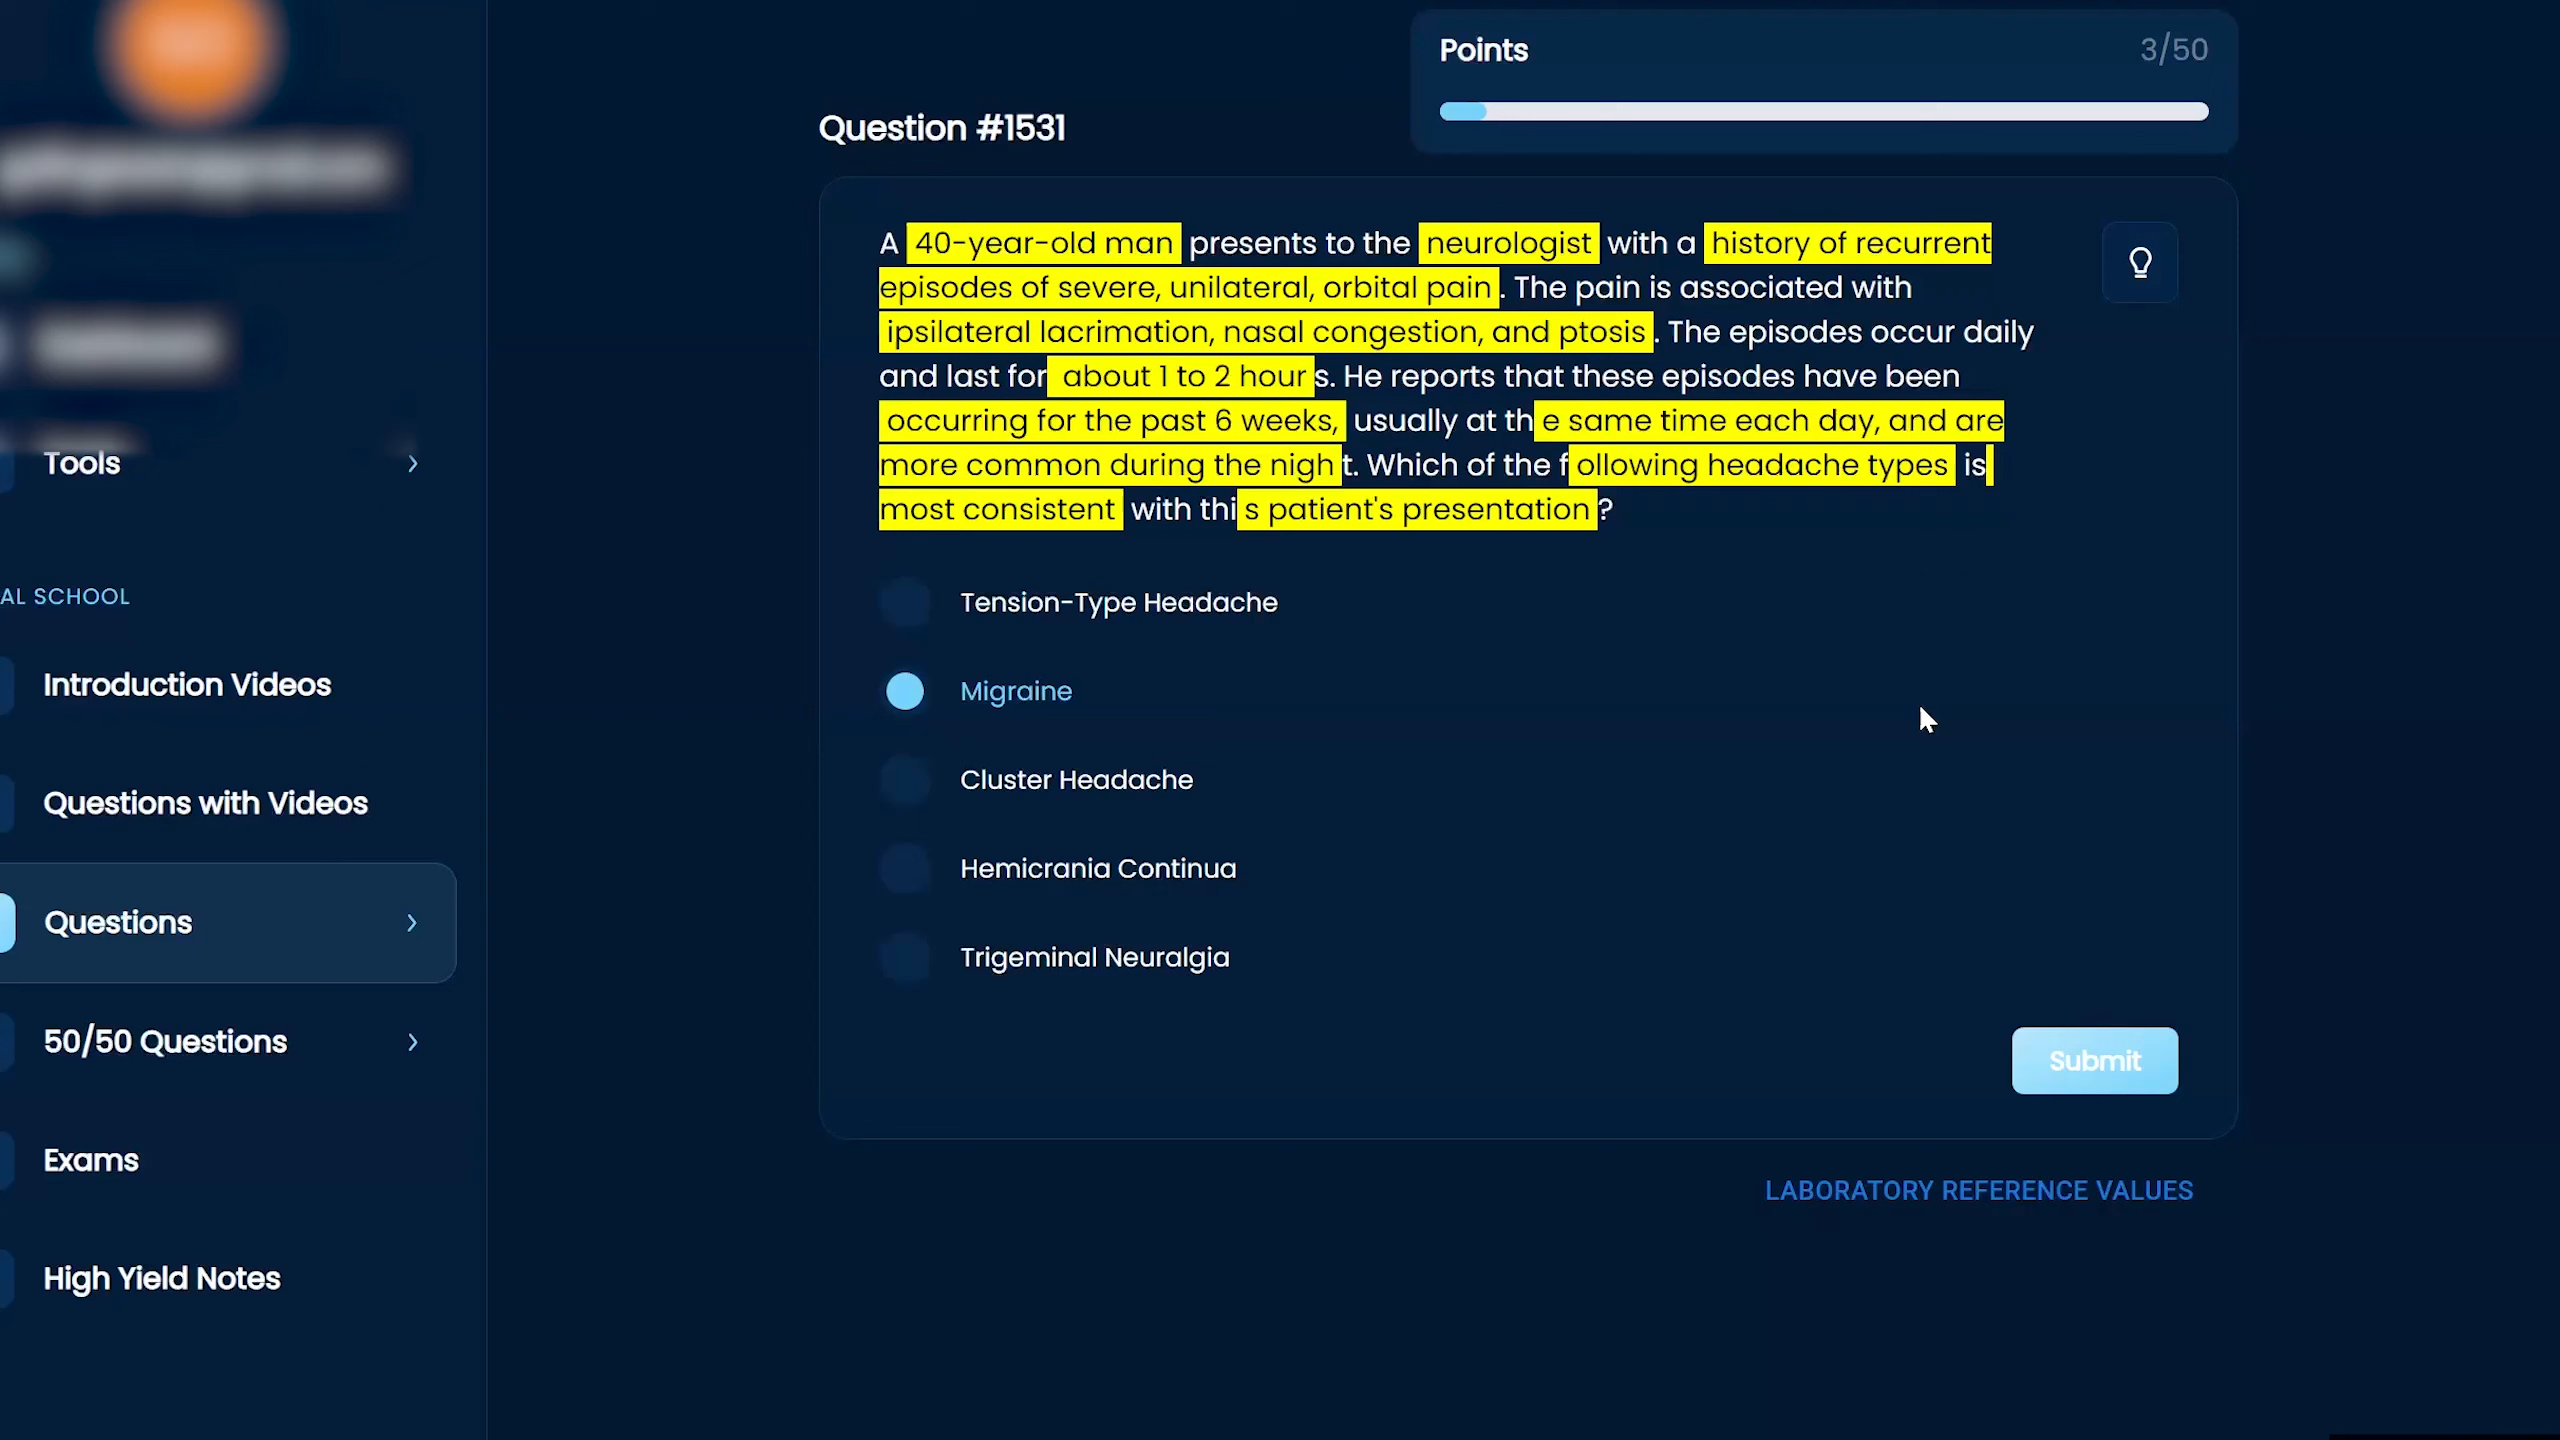 Points
3/50
Question #1531
A 40-year-old man presents to the neurologist with a history of recurrent
episodes of severe, unilateral, orbital pain. The pain is associated with
ipsilateral lacrimation, nasal congestion, and ptosis. The episodes occur daily
and last for about 1 to 2 hours. He reports that these episodes have been
occurring for the past 6 weeks, usually at the same time each day, and are
more common during the night. Which of the following headache types is
most consistent with this patient's presentation?
Tension-Type Headache
Migraine
Cluster Headache
Hemicrania Continua
Trigeminal Neuralgia
Submit
LABORATORY REFERENCE VALUES
Tools
AL SCHOOL
Introduction Videos
Questions with Videos
Questions
50/50 Questions
Exams
High Yield Notes